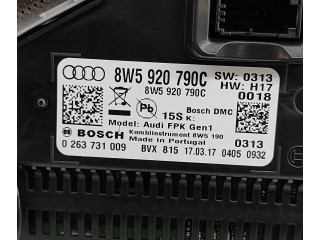 8W5 920 790C SW: 0313
8W5 920 790C HW: H17
0018
Pb
15S K: Bosch DMC
Model: Audi FPK Gen1
BOSCH Kombiinstrument 8W5 190
Made in Portugal 0313
0 263 731 009 BVX 815 17.03.17 0405 0932